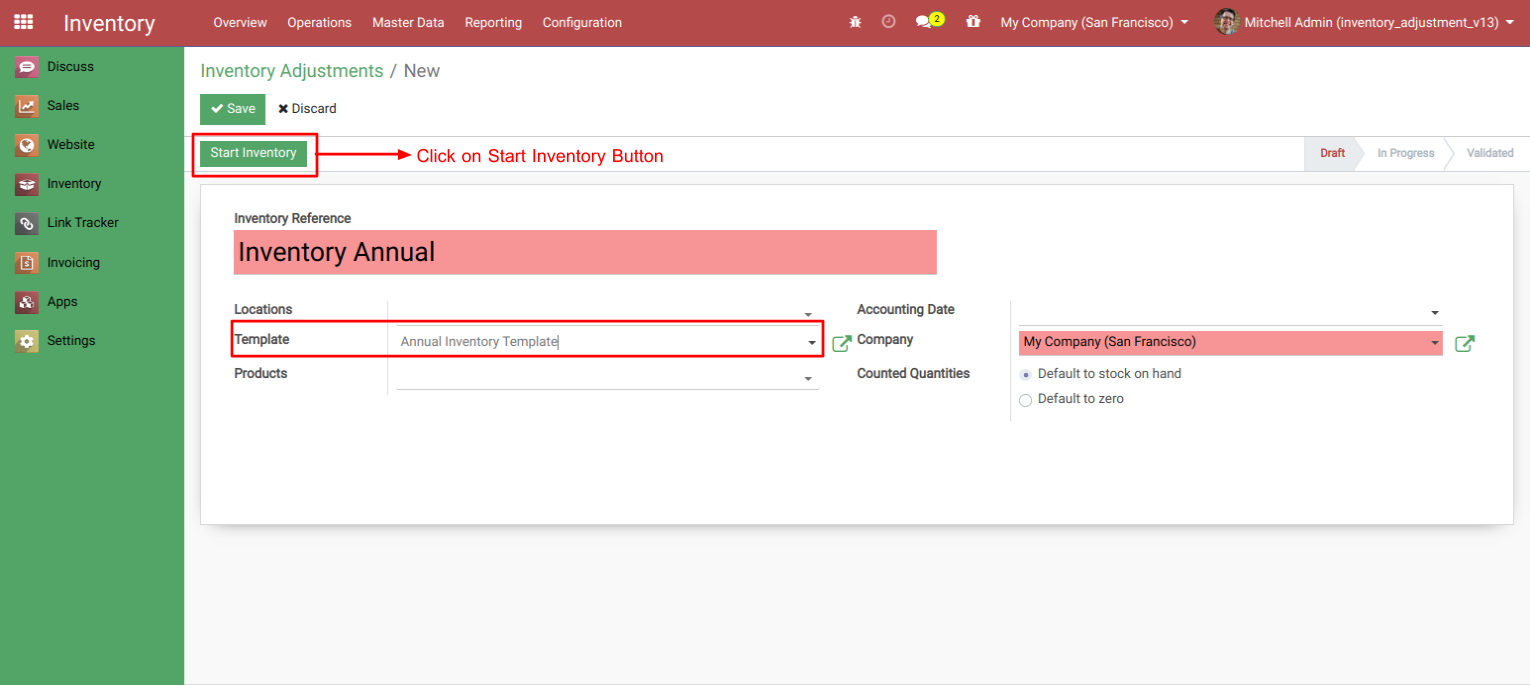 Inventory Overview Operations Master Data Reporting Configuration 2 My Company (San Francisco) Mitchell Admin (inventory_adjustment_v13)
Discuss
Sales
Website
Inventory
Link Tracker
Invoicing
Apps
Settings
Inventory Adjustments / New
Save Discard
Start Inventory Click on Start Inventory Button Draft In Progress Validated
Inventory Reference
Inventory Annual
Locations Accounting Date
Template Annual Inventory Template Company My Company (San Francisco)
Products Counted Quantities Default to stock on hand
Default to zero